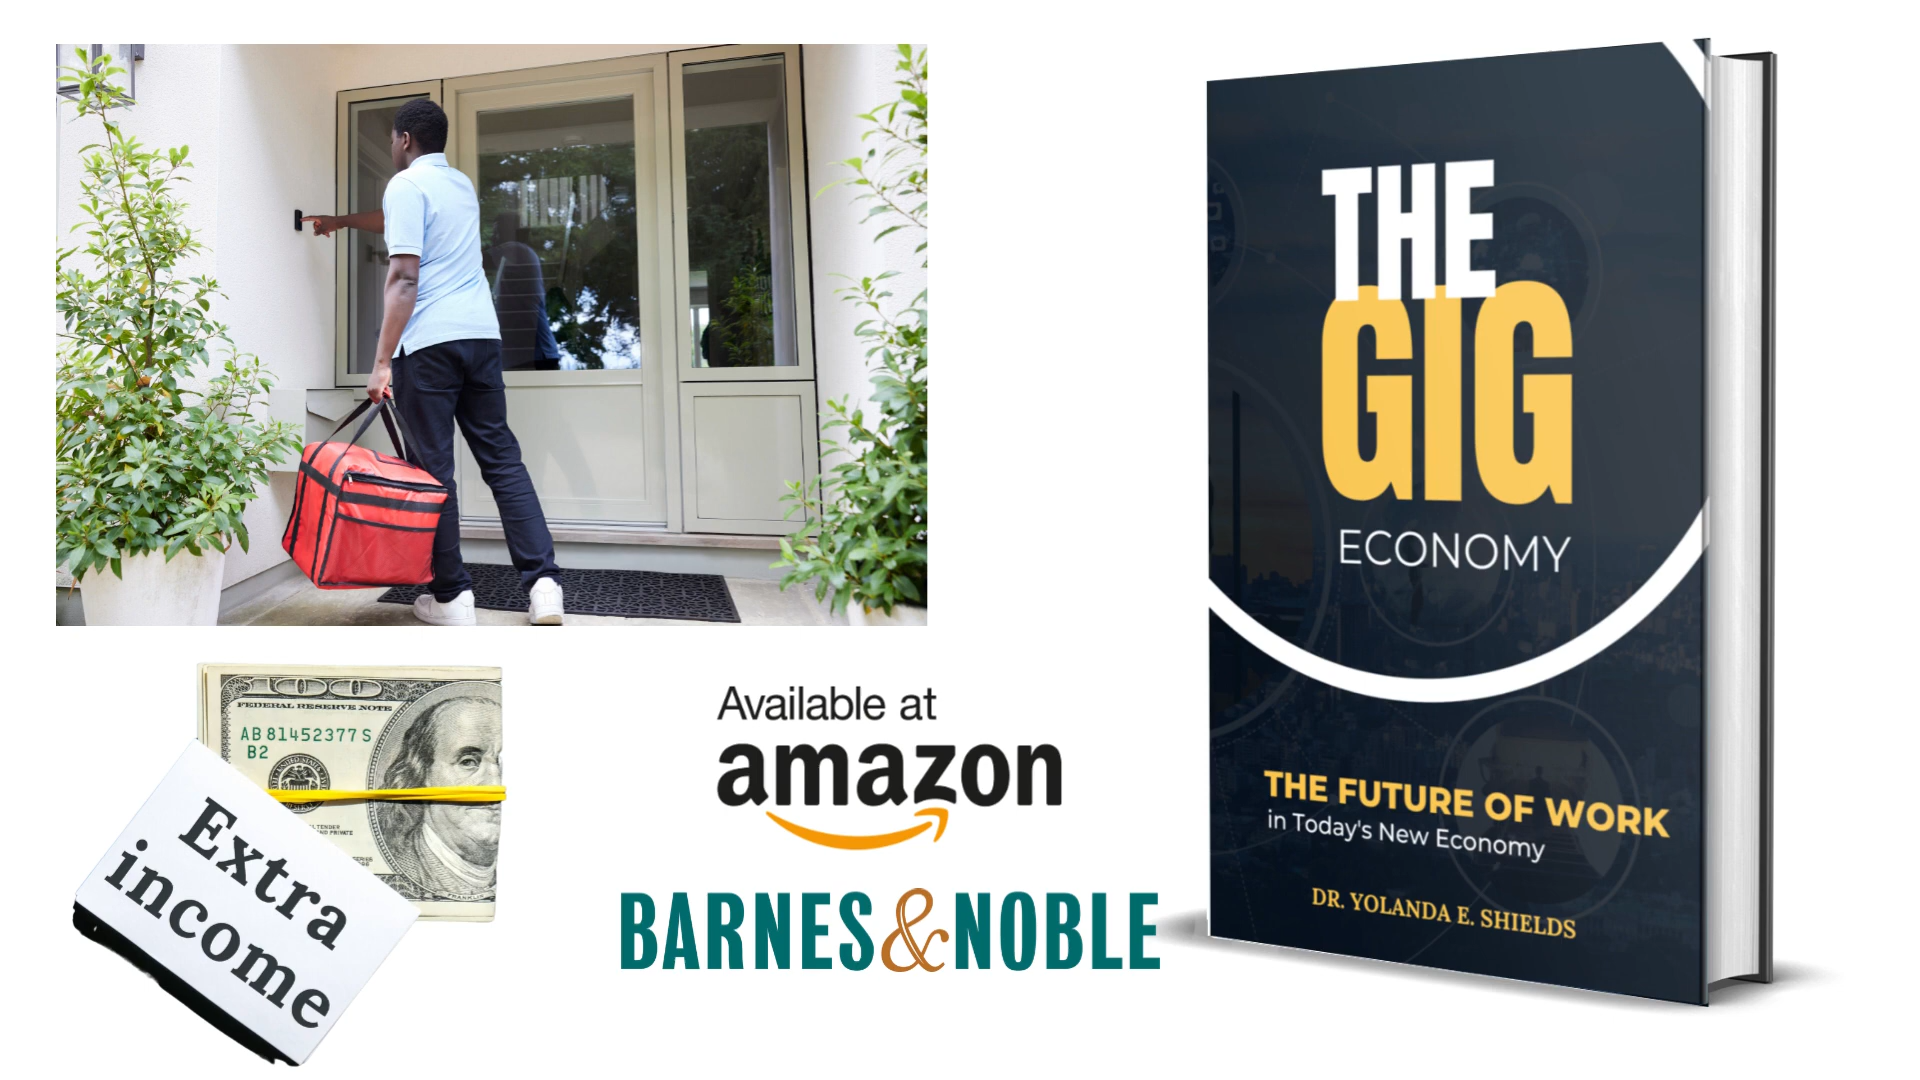 THE
GIG
ECONOMY
THE FUTURE OF WORK
in Today's New Economy
DR. YOLANDA E. SHIELDS
100
FEDERAL RESERVE NOTE
AB 81452377 S
B2
Extra
income
Available at
amazon
BARNES&NOBLE